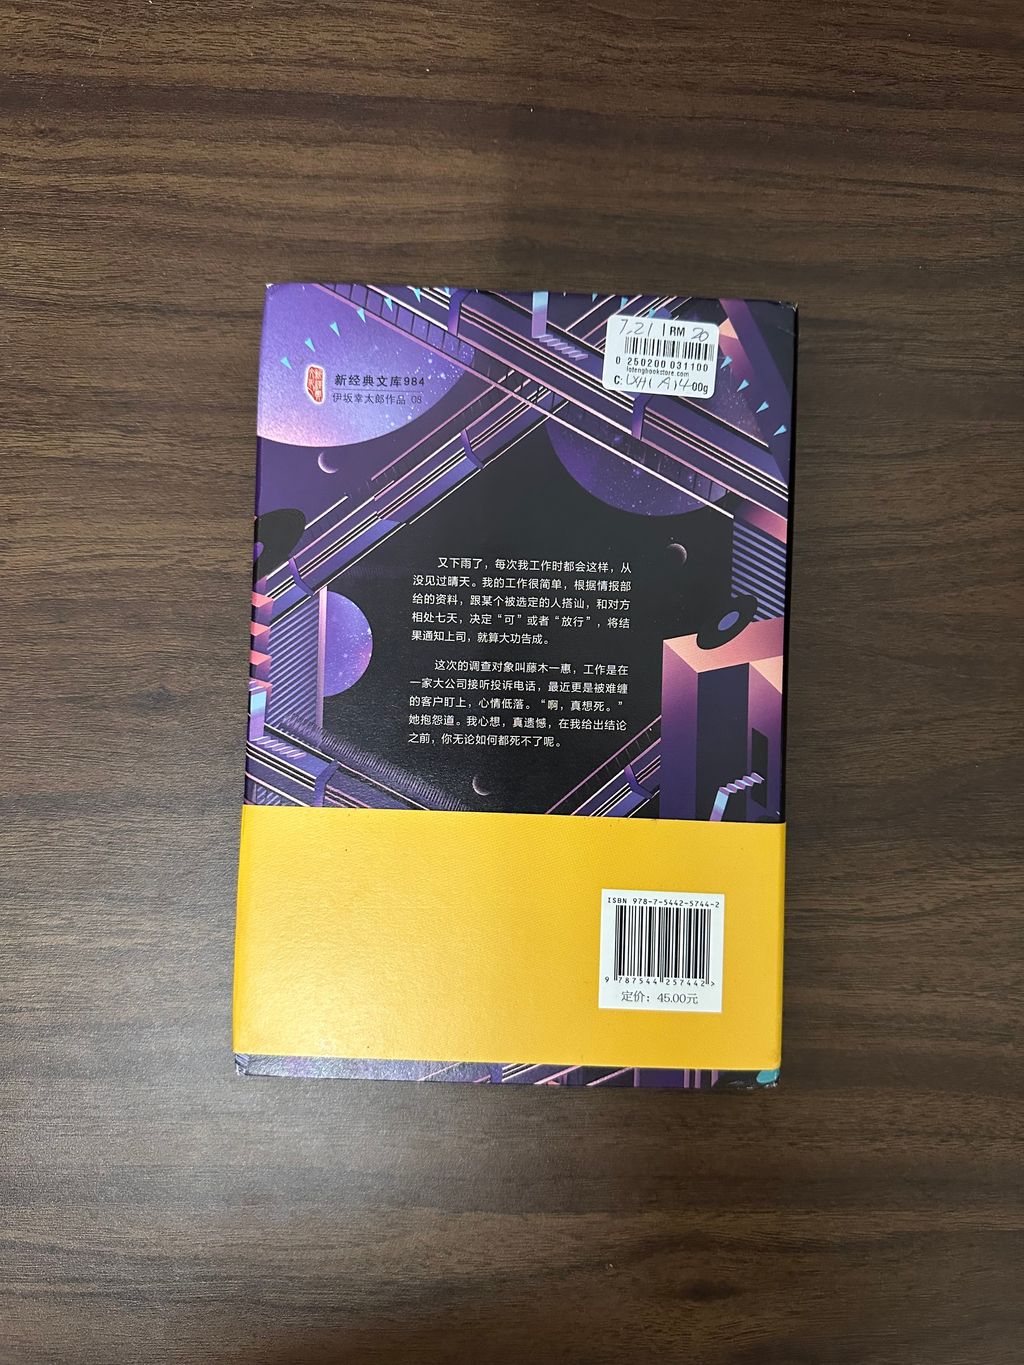 7.21 RM 20
0 250200 031100
lotengbookstore.com
C: 00g
新经典文库984
伊坂幸太郎作品 08
又下雨了，每次我工作时都会这样，从
没见过晴天。我的工作很简单，根据情报部
给的资料，跟某个被选定的人搭讪，和对方
相处七天，决定“可”或者“放行”，将结
果通知上司，就算大功告成。
这次的调查对象叫藤木一惠，工作是在
一家大公司接听投诉电话，最近更是被难缠
的客户盯上，心情低落。“啊，真想死。”
她抱怨道。我心想，真遗憾，在我给出结论
之前，你无论如何都死不了呢。
ISBN 978-7-5442-5744-2
9 787544 257442 >
定价：45.00元